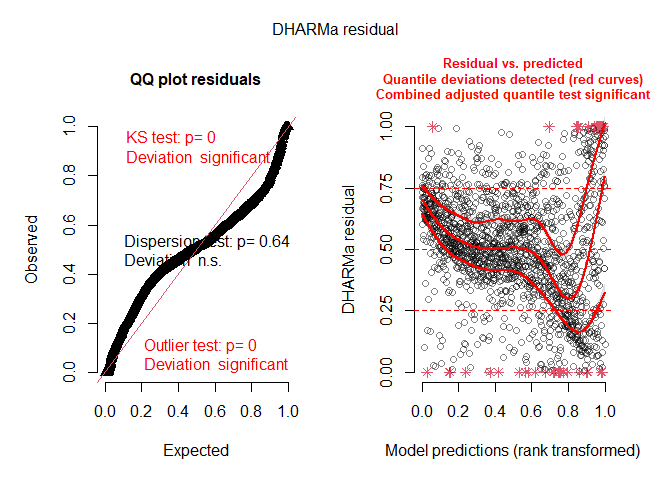 DHARMa residual
QQ plot residuals
KS test: p= 0
Deviation significant
Dispersion test: p= 0.64
Deviation n.s.
Outlier test: p= 0
Deviation significant
Observed
0.0 0.2 0.4 0.6 0.8 1.0
0.0 0.2 0.4 0.6 0.8 1.0
Expected
Residual vs. predicted
Quantile deviations detected (red curves)
Combined adjusted quantile test significant
DHARMa residual
0.00 0.25 0.50 0.75 1.00
0.0 0.2 0.4 0.6 0.8 1.0
Model predictions (rank transformed)